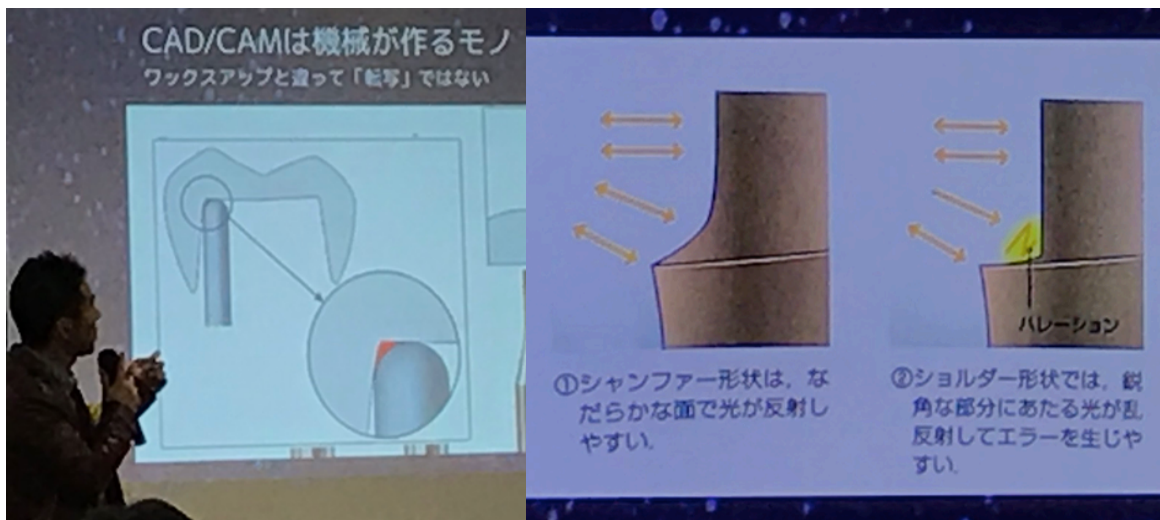 CAD/CAMは機械が作るモノ
ワックスアップと違って「転写」ではない
ハレーション
①シャンファー形状は，な
だらかな面で光が反射し
やすい．
②ショルダー形状では，鋭
角な部分にあたる光が乱
反射してエラーを生じや
すい．